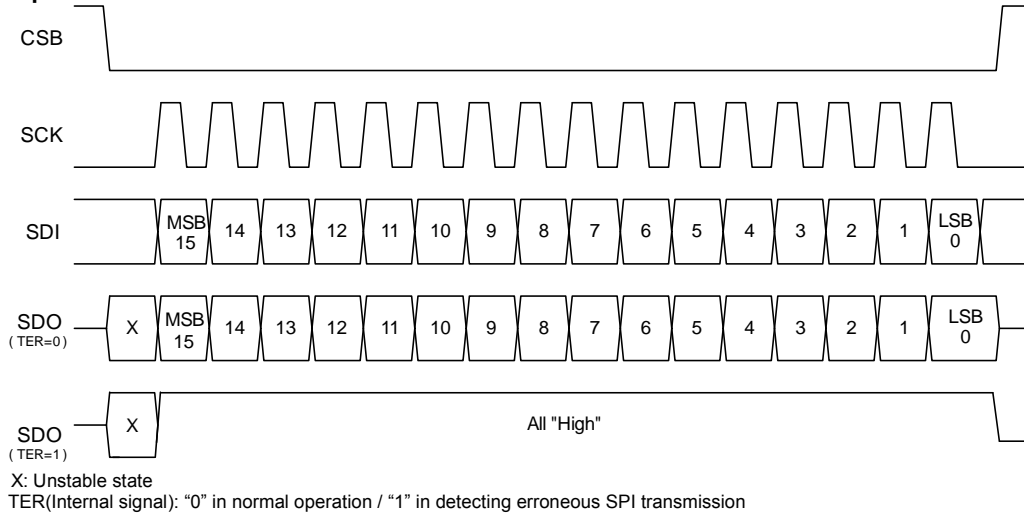 CSB
SCK
SDI
MSB 15 14 13 12 11 10 9 8 7 6 5 4 3 2 1 LSB 0
SDO
( TER=0 )
X MSB 15 14 13 12 11 10 9 8 7 6 5 4 3 2 1 LSB 0
SDO
( TER=1 )
X All "High"
X: Unstable state
TER(Internal signal): “0” in normal operation / “1” in detecting erroneous SPI transmission